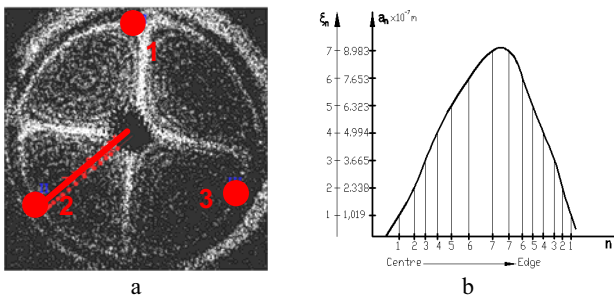 1
2
3
a
ξn
aₙ ×10⁻⁷ м
7 8.983
6 7.653
5 6,323
4 4,994
3 3.665
2 2.338
1 1,019
1 2 3 4 5 6 7 7 6 5 4 3 2 1 n
Centre Edge
b